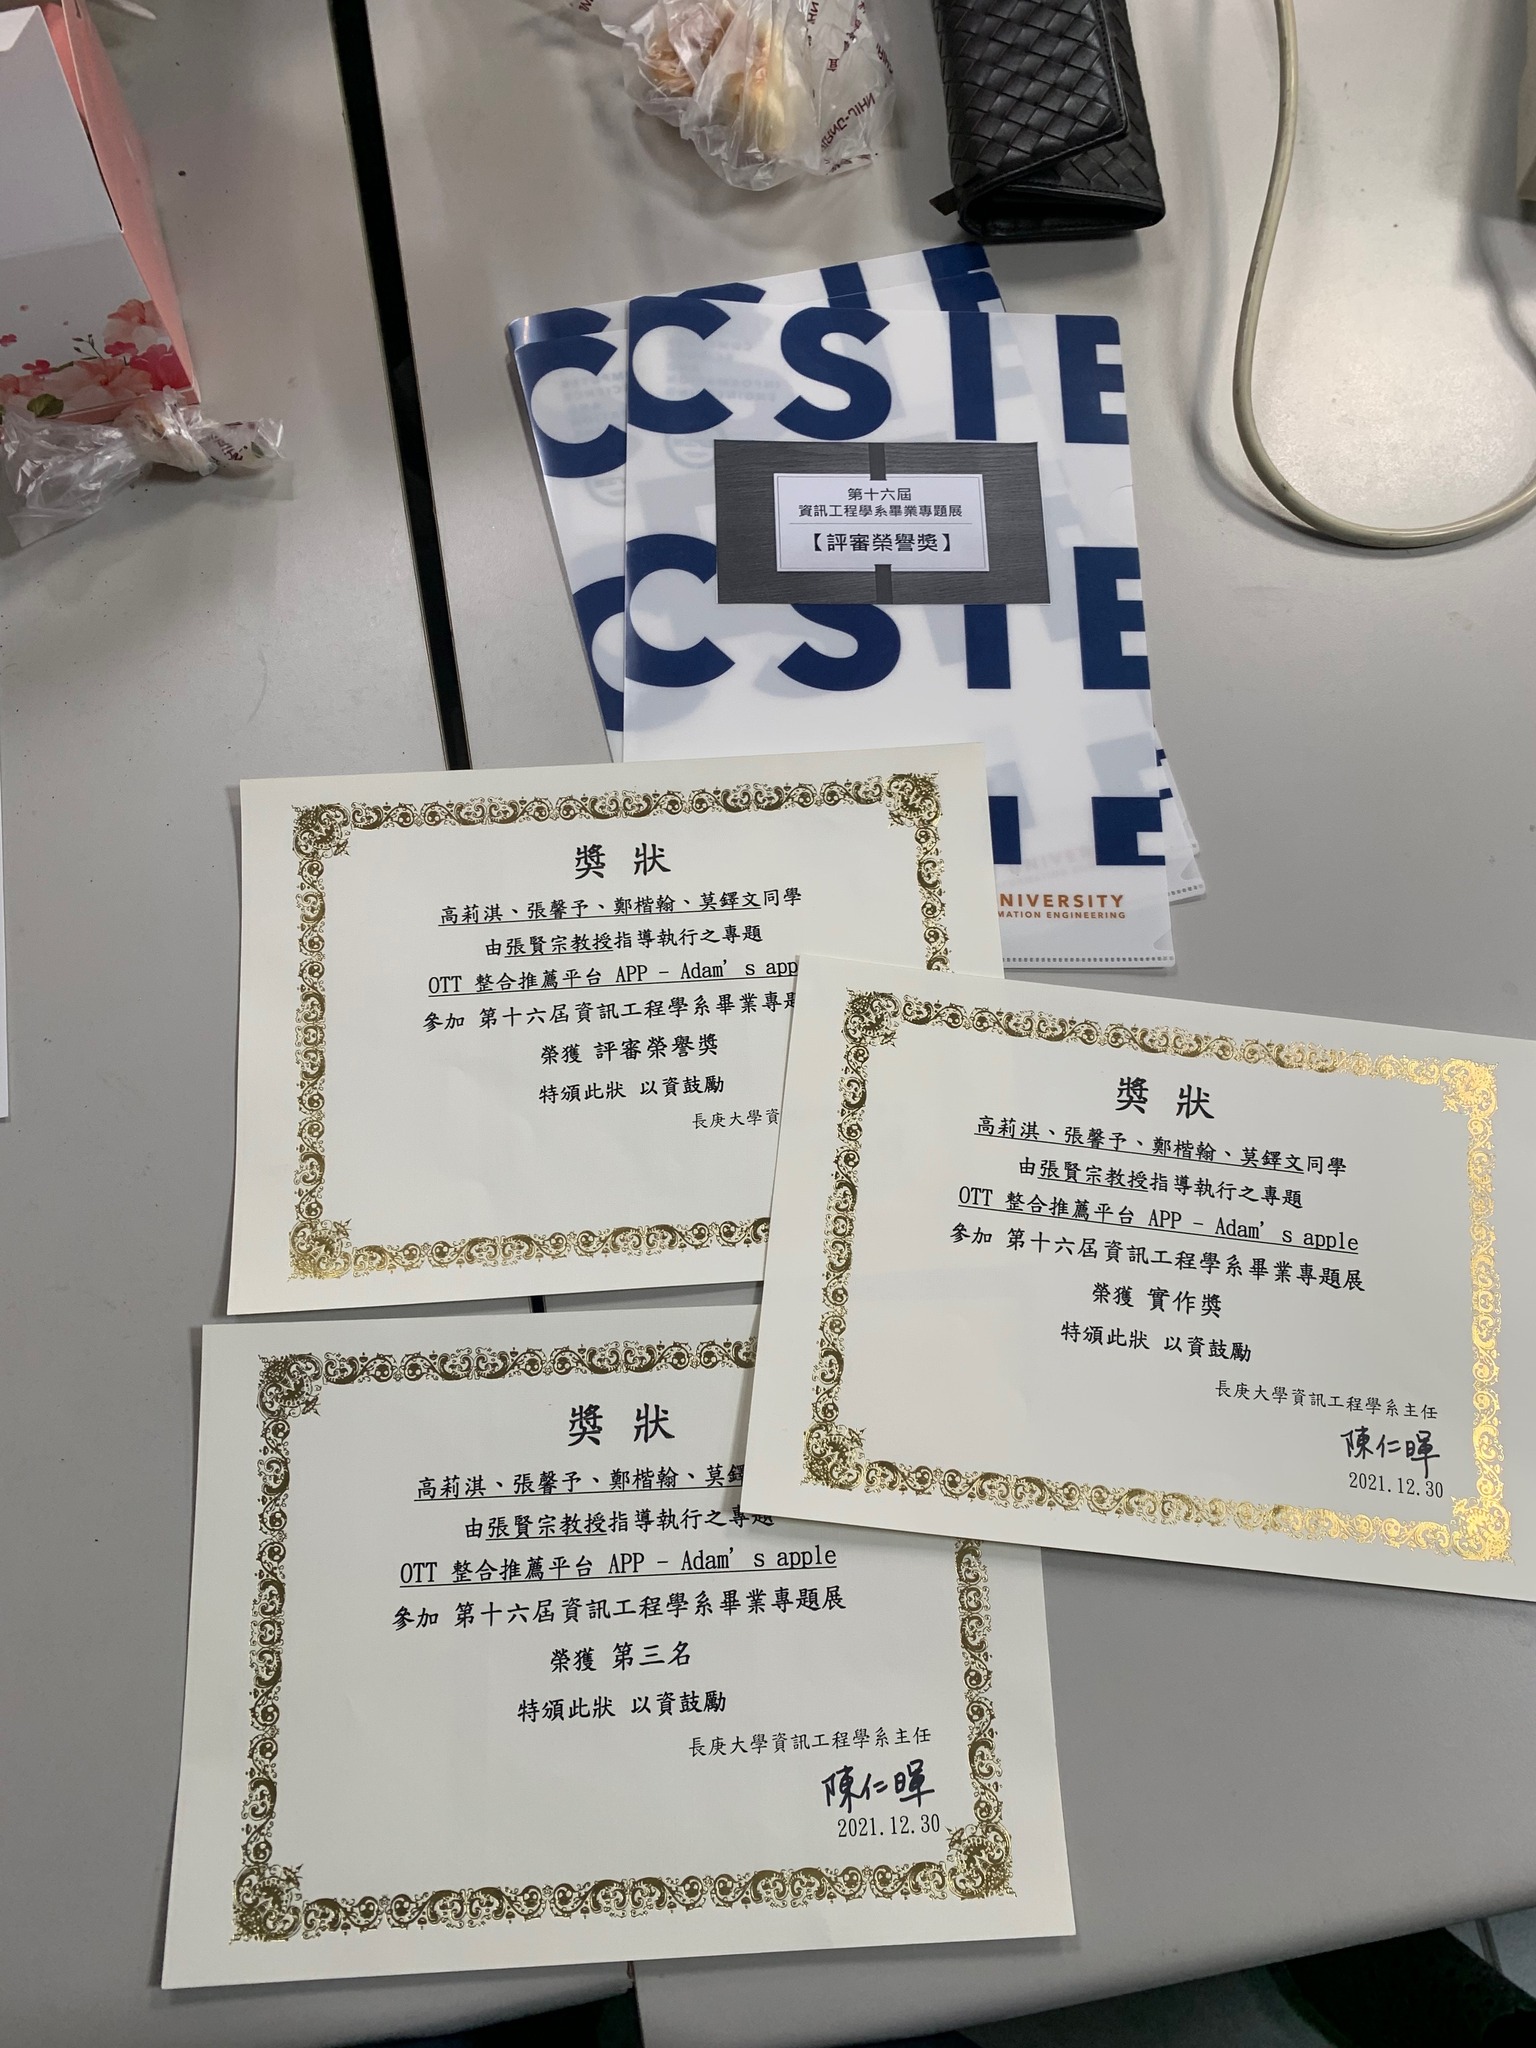 CSIE
第十六屆
資訊工程學系畢業專題展
【評審榮譽獎】
CSIE
NIVERSITY
MATION ENGINEERING
獎 狀
高莉淇、張馨予、鄭楷翰、莫鐸文同學
由張賢宗教授指導執行之專題
OTT 整合推薦平台 APP - Adam's app
參加 第十六屆資訊工程學系畢業專題
榮獲 評審榮譽獎
特頒此狀 以資鼓勵
長庚大學資
獎 狀
高莉淇、張馨予、鄭楷翰、莫鐸文同學
由張賢宗教授指導執行之專題
OTT 整合推薦平台 APP - Adam's apple
參加 第十六屆資訊工程學系畢業專題展
榮獲 實作獎
特頒此狀 以資鼓勵
長庚大學資訊工程學系主任
陳仁暉
2021.12.30
獎 狀
高莉淇、張馨予、鄭楷翰、莫鐸
由張賢宗教授指導執行之專題
OTT 整合推薦平台 APP - Adam's apple
參加 第十六屆資訊工程學系畢業專題展
榮獲 第三名
特頒此狀 以資鼓勵
長庚大學資訊工程學系主任
陳仁暉
2021.12.30